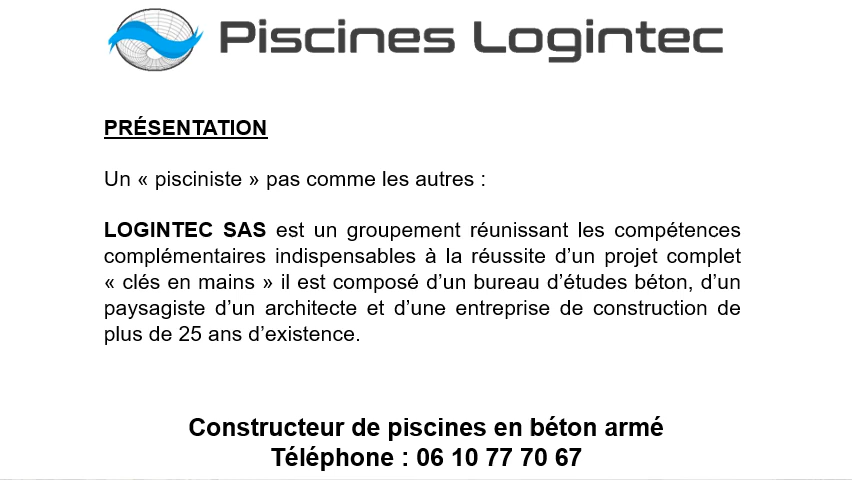 Piscines Logintec
PRÉSENTATION
Un « pisciniste » pas comme les autres :
LOGINTEC SAS est un groupement réunissant les compétences
complémentaires indispensables à la réussite d’un projet complet
« clés en mains » il est composé d’un bureau d’études béton, d’un
paysagiste d’un architecte et d’une entreprise de construction de
plus de 25 ans d’existence.
Constructeur de piscines en béton armé
Téléphone : 06 10 77 70 67